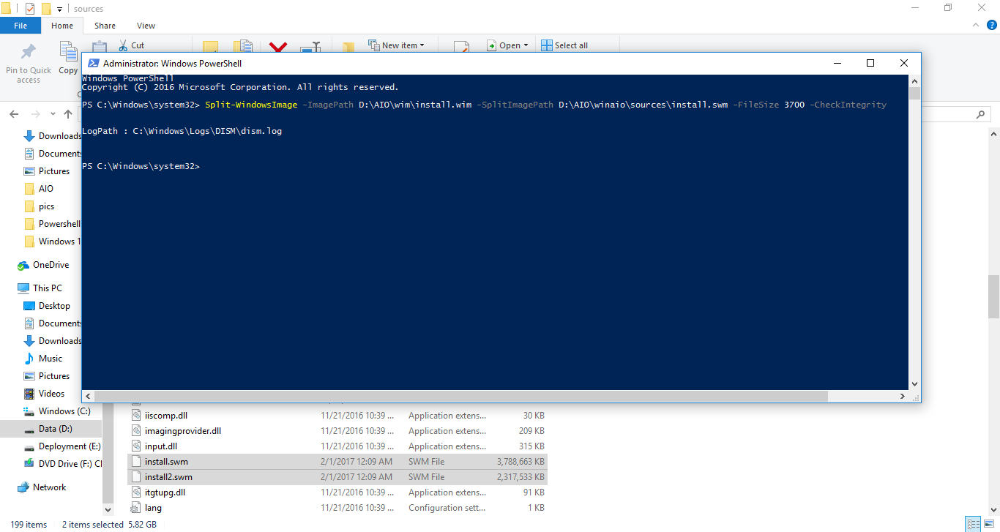 sources
File Home Share View
Cut New item Open Select all
Pin to Quick access Copy
Administrator: Windows PowerShell
Windows PowerShell
Copyright (C) 2016 Microsoft Corporation. All rights reserved.
PS C:\Windows\system32> Split-WindowsImage -ImagePath D:\AIO\wim\install.wim -SplitImagePath D:\AIO\winaio\sources\install.swm -FileSize 3700 -CheckIntegrity
LogPath : C:\Windows\Logs\DISM\dism.log
PS C:\Windows\system32>
Downloads
Documents
Pictures
AIO
pics
Powershell
Windows 1
OneDrive
This PC
Desktop
Documents
Downloads
Music
Pictures
Videos
Windows (C:)
Data (D:)
Deployment (E:)
DVD Drive (F:) C
Network
iiscomp.dll 11/21/2016 10:39 ... Application extens... 30 KB
imagingprovider.dll 11/21/2016 10:39 ... Application extens... 209 KB
input.dll 11/21/2016 10:39 ... Application extens... 315 KB
install.swm 2/1/2017 12:09 AM SWM File 3,788,663 KB
install2.swm 2/1/2017 12:09 AM SWM File 2,317,533 KB
itgtupg.dll 11/21/2016 10:39 ... Application extens... 91 KB
lang 11/21/2016 10:39 ... Configuration sett... 1 KB
199 items 2 items selected 5.82 GB